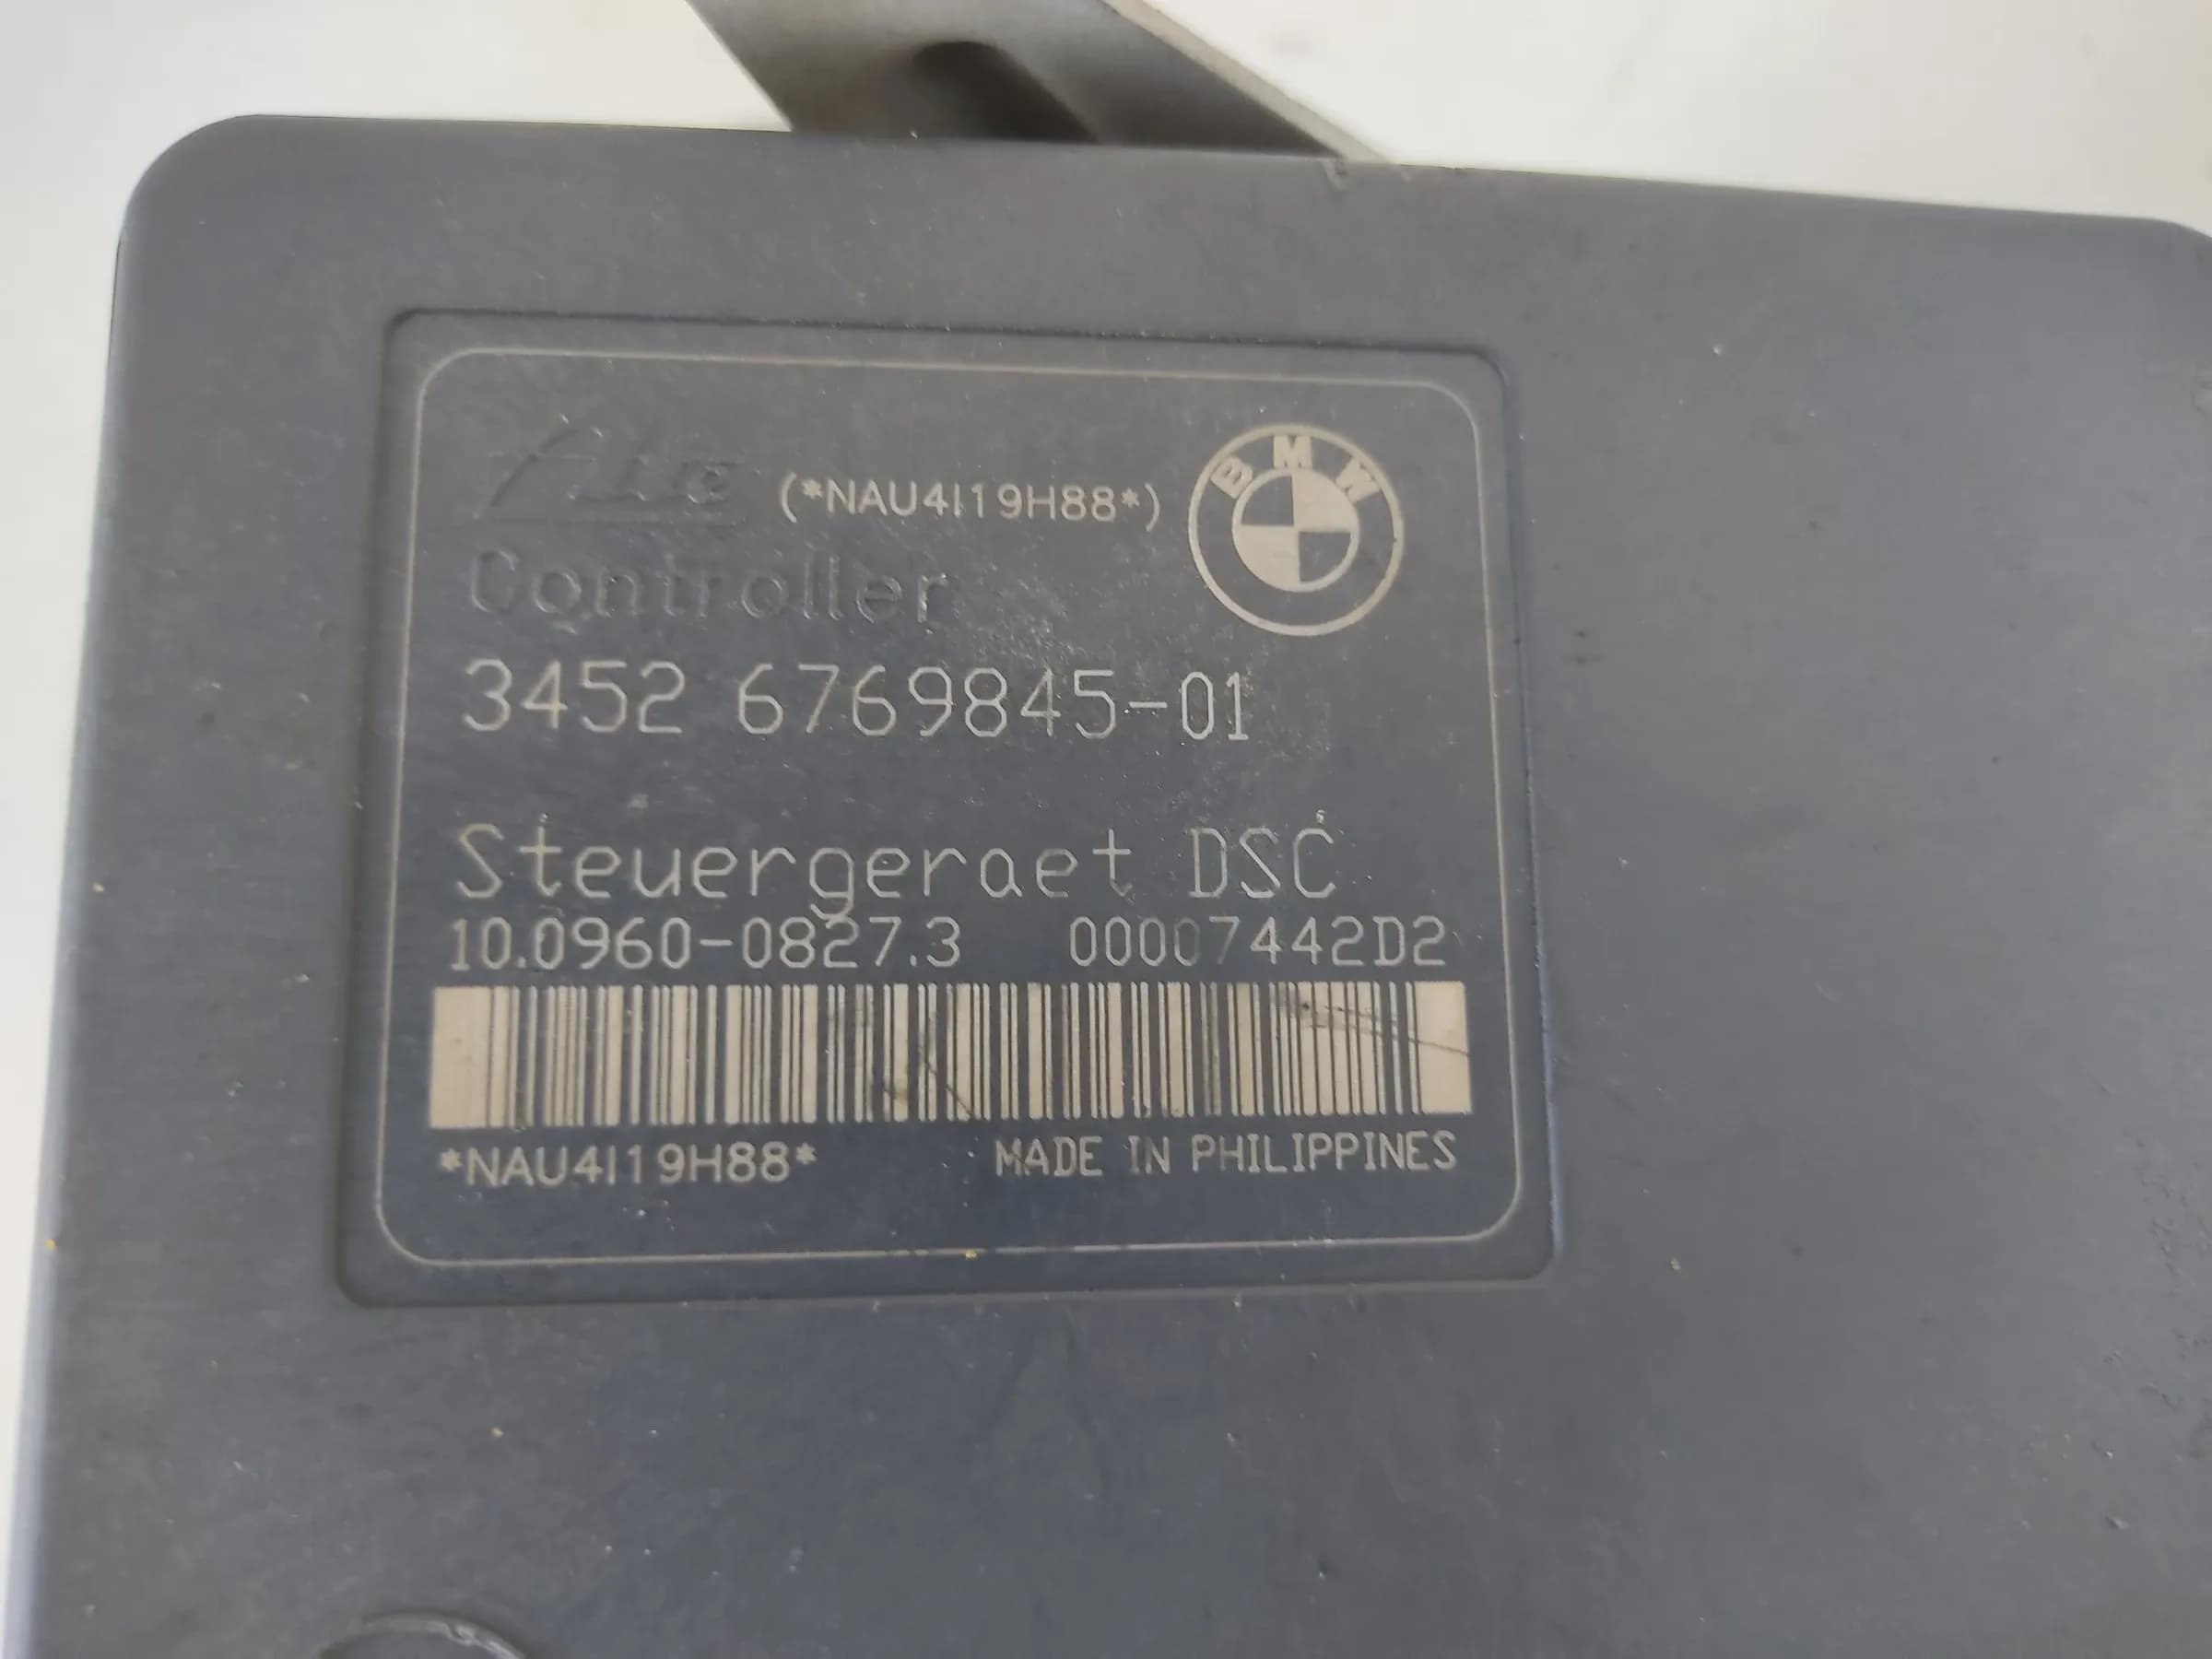 Ate (*NAU4I19H88*) BMW
Controller
3452 6769845-01
Steuergeraet DSC
10.0960-0827.3 00007442D2
*NAU4I19H88* MADE IN PHILIPPINES